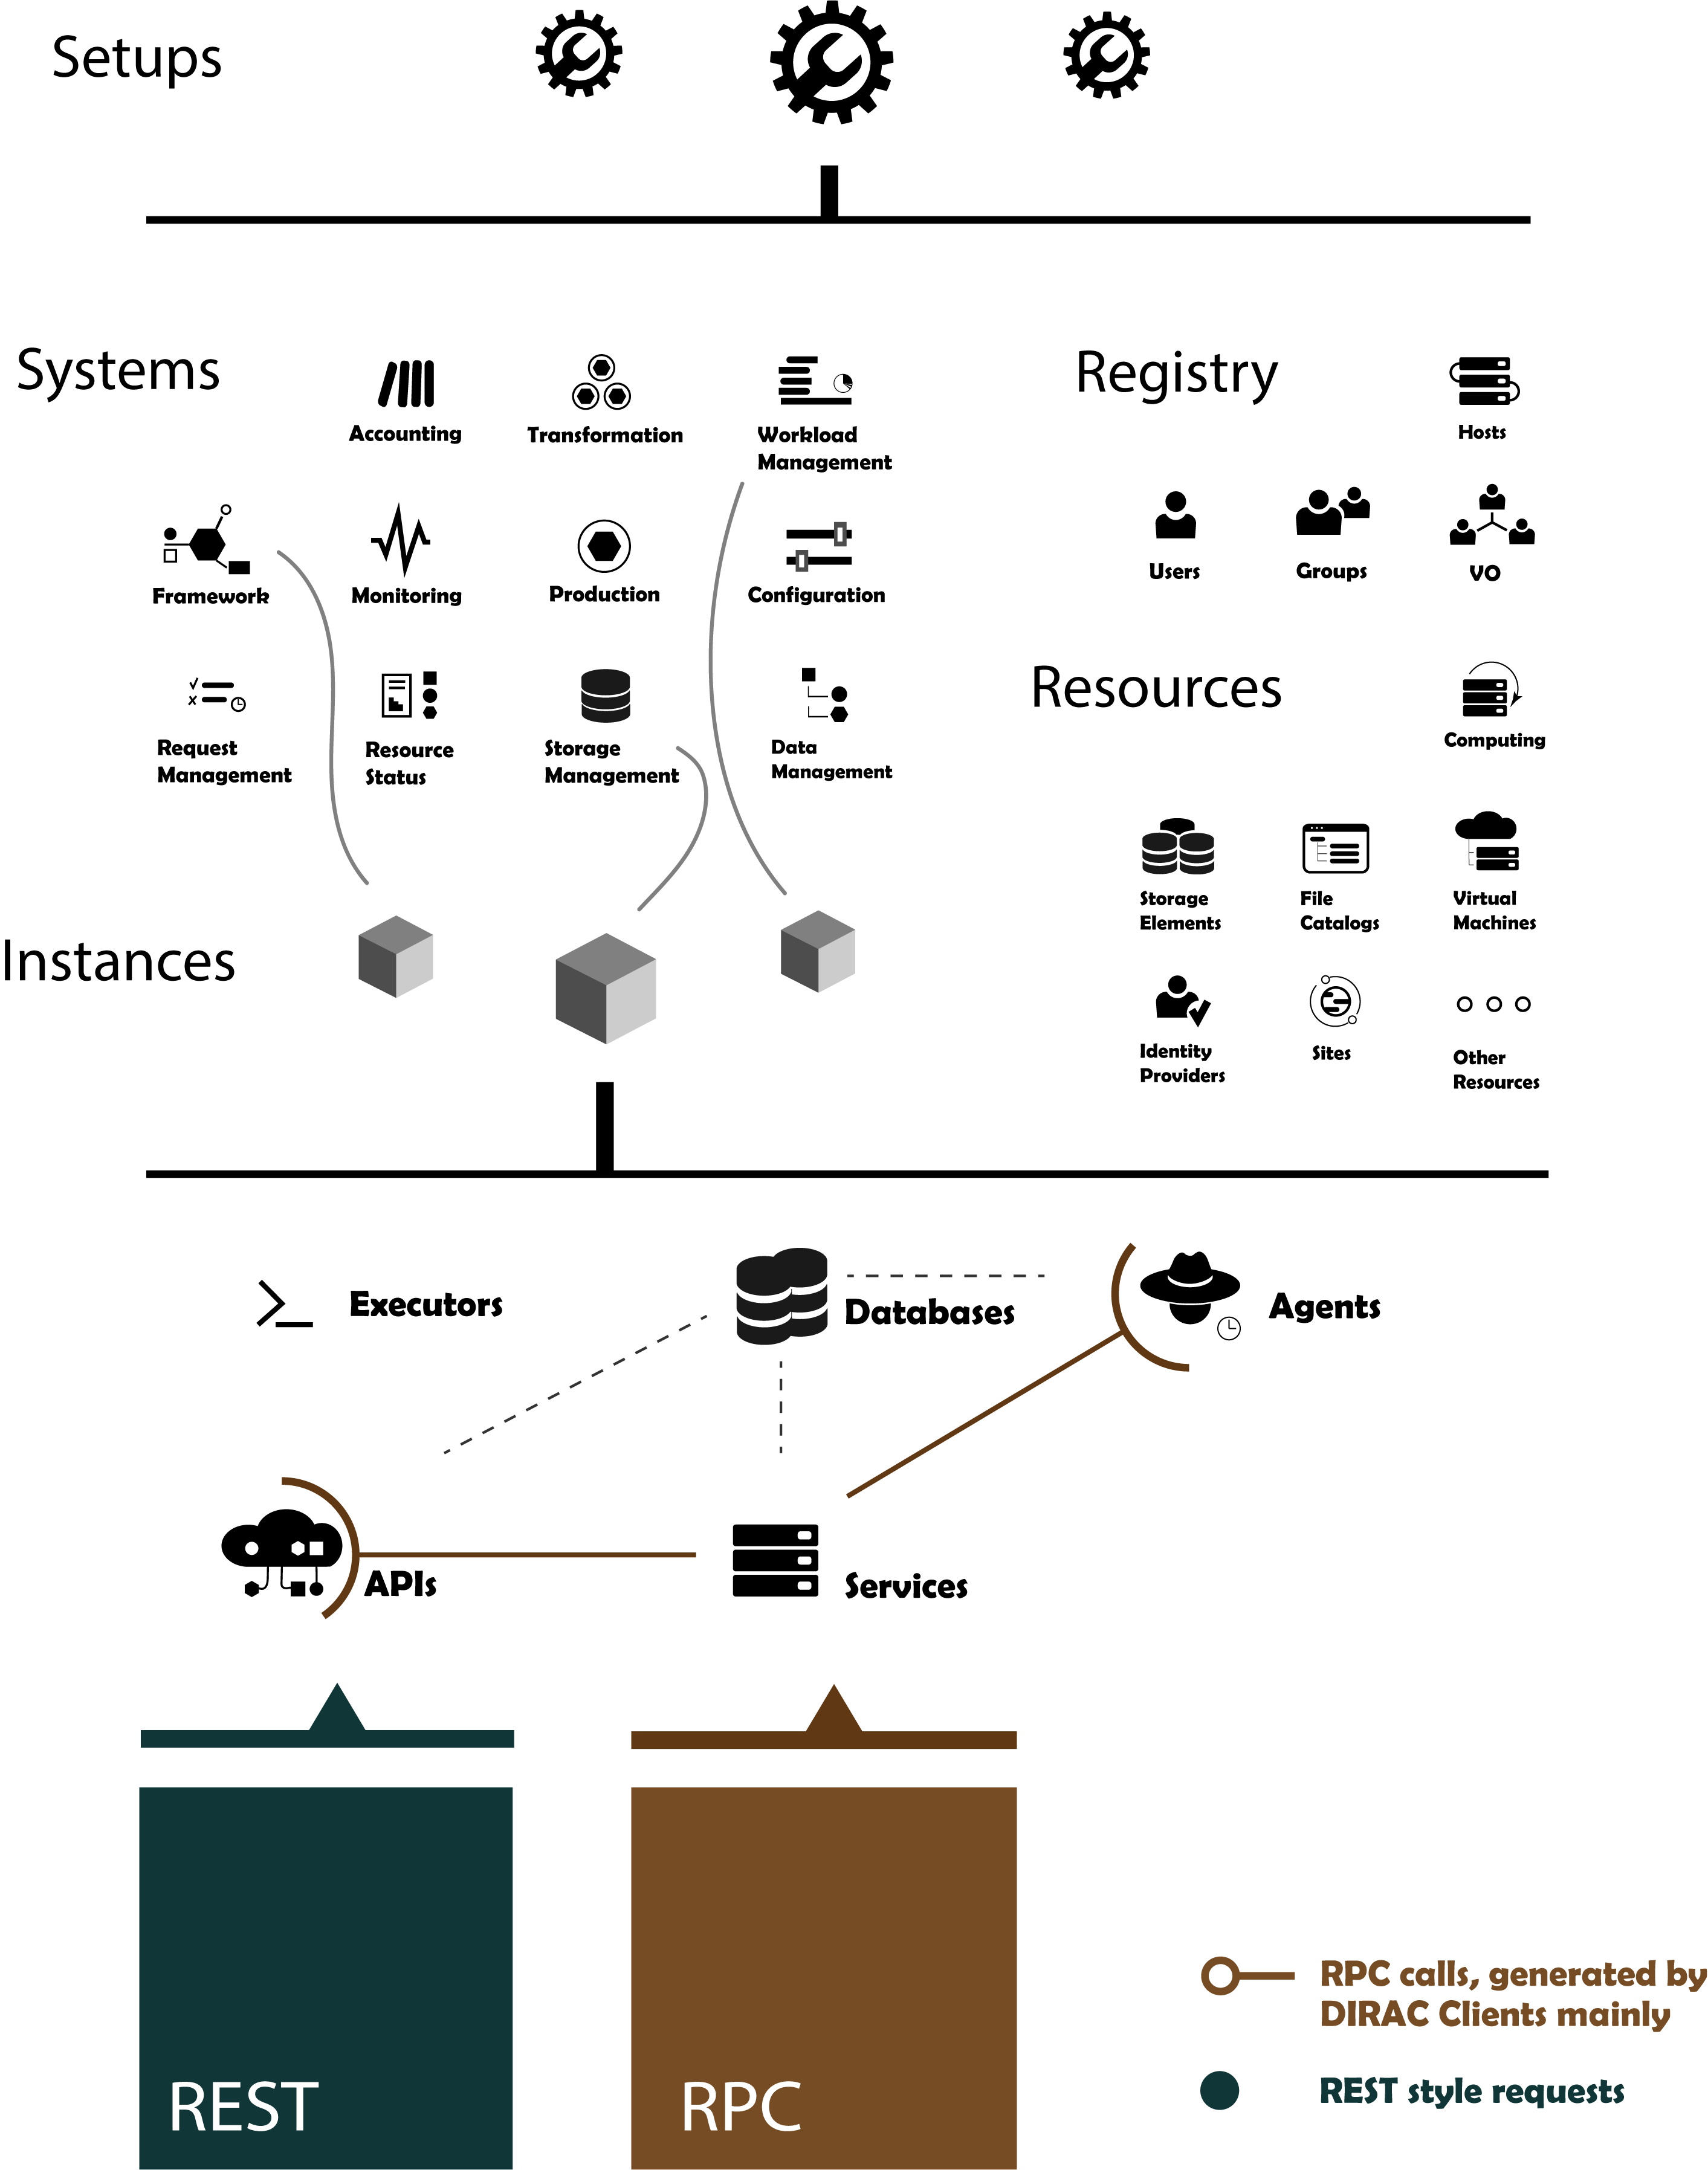 Setups
Systems
Accounting
Transformation
Workload
Management
Framework
Monitoring
Production
Configuration
Request
Management
Resource
Status
Storage
Management
Data
Management
Instances
Registry
Hosts
Users
Groups
VO
Resources
Computing
Storage
Elements
File
Catalogs
Virtual
Machines
Identity
Providers
Sites
Other
Resources
Executors
Databases
Agents
APIs
Services
REST
RPC
RPC calls, generated by
DIRAC Clients mainly
REST style requests